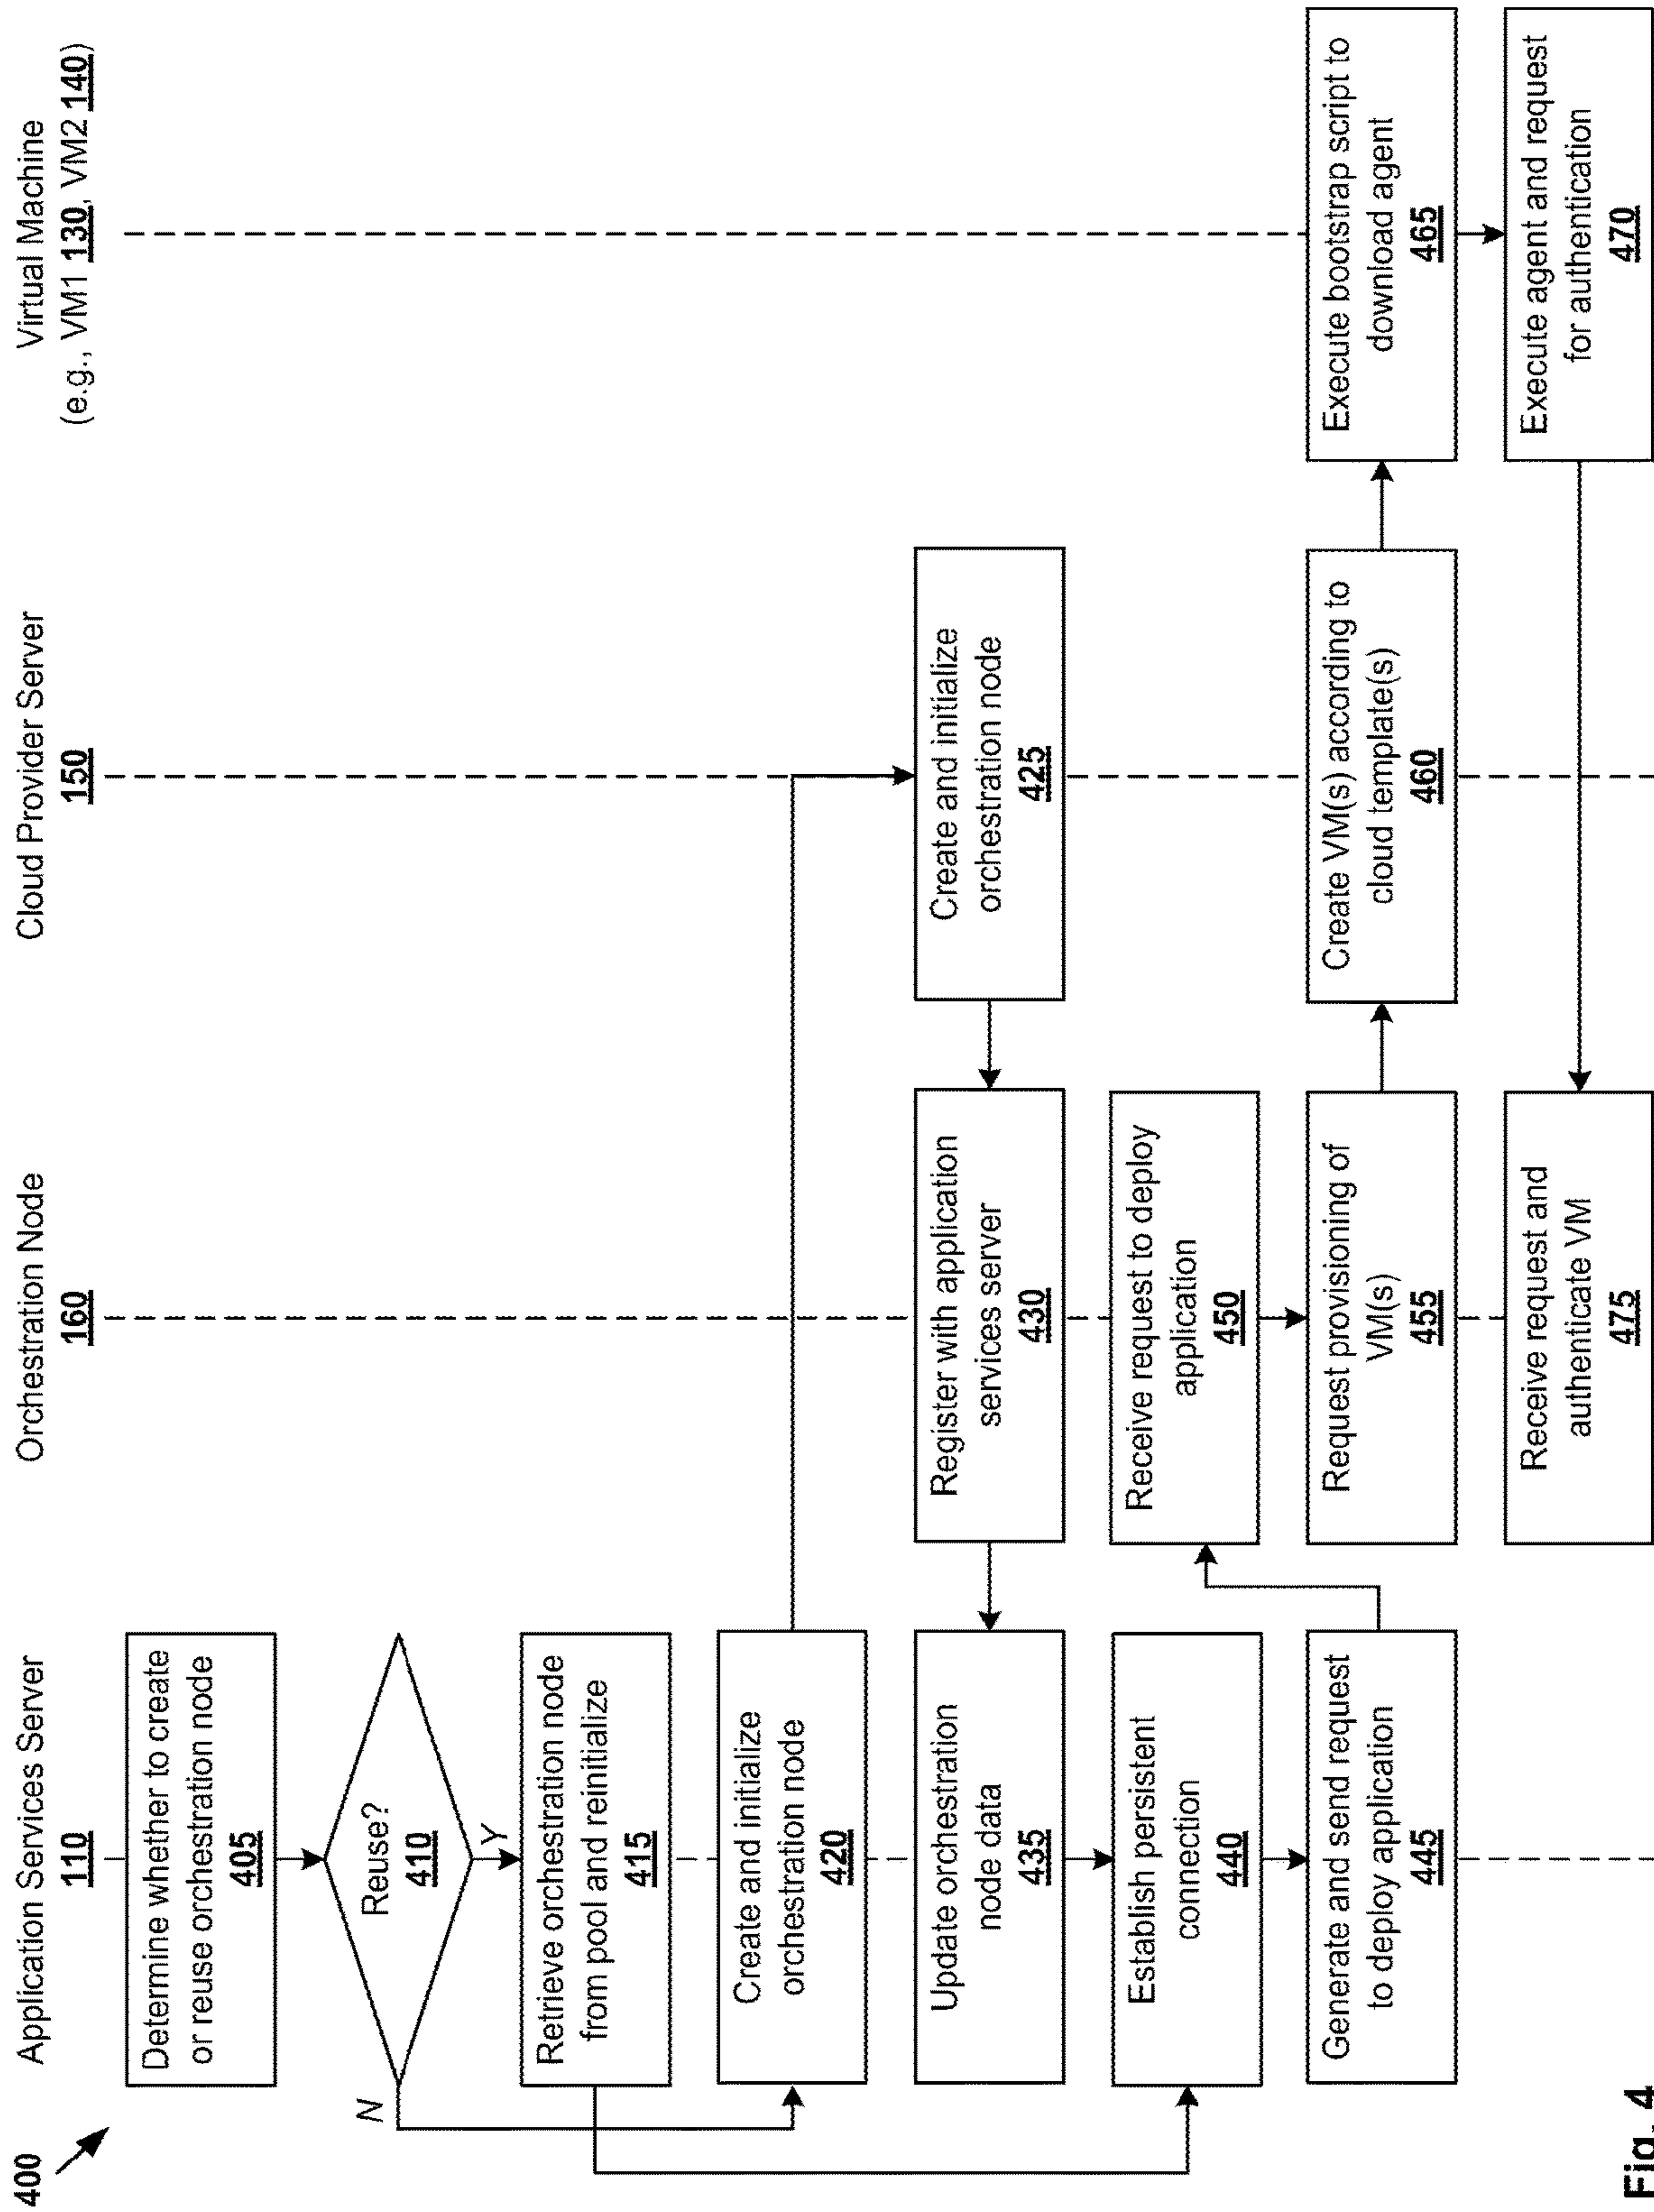 400
Application Services Server
110
Orchestration Node
160
Cloud Provider Server
150
Virtual Machine
(e.g., VM1 130, VM2 140)
Determine whether to create
or reuse orchestration node
405
Reuse?
410
N
Y
Retrieve orchestration node
from pool and reinitialize
415
Create and initialize
orchestration node
420
Create and initialize
orchestration node
425
Register with application
services server
430
Update orchestration
node data
435
Establish persistent
connection
440
Generate and send request
to deploy application
445
Receive request to deploy
application
450
Request provisioning of
VM(s)
455
Create VM(s) according to
cloud template(s)
460
Execute bootstrap script to
download agent
465
Execute agent and request
for authentication
470
Receive request and
authenticate VM
475
Fig. 4